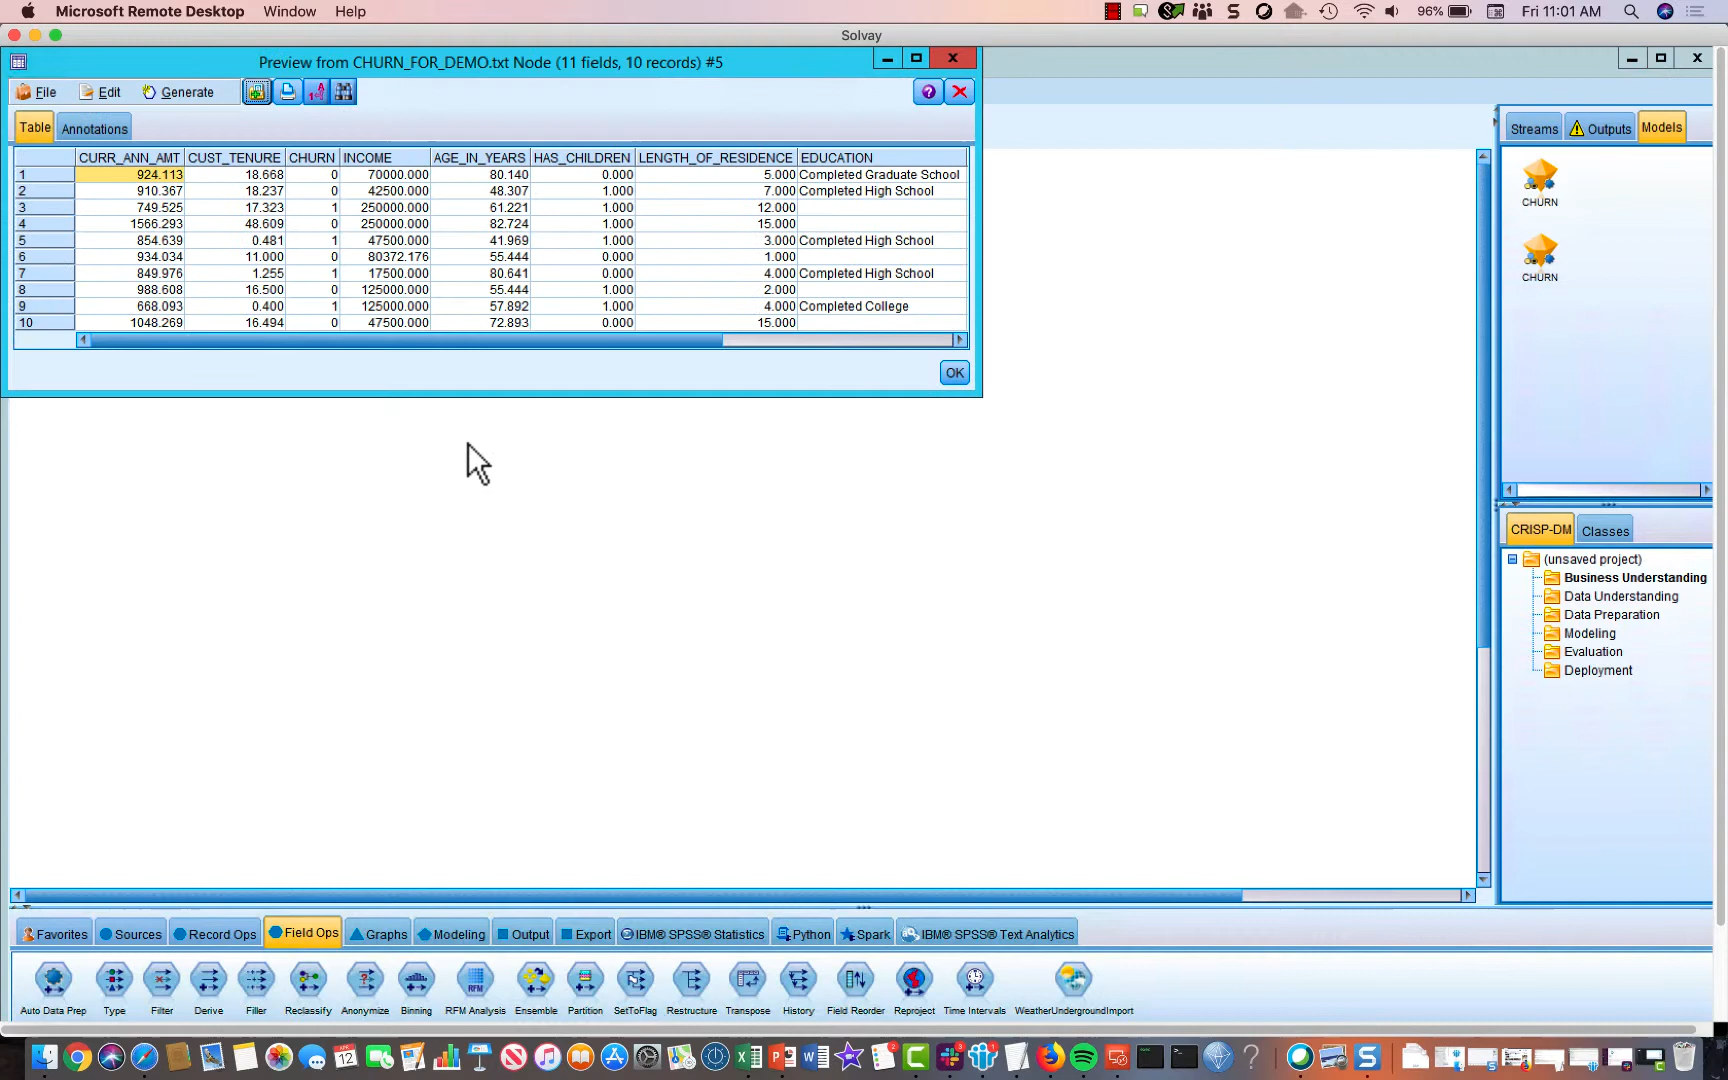 Microsoft Remote Desktop Window Help 96% Fri 11:01 AM
Solvay
Preview from CHURN_FOR_DEMO.txt Node (11 fields, 10 records) #5
File Edit Generate
Table Annotations
CURR_ANN_AMT CUST_TENURE CHURN INCOME AGE_IN_YEARS HAS_CHILDREN LENGTH_OF_RESIDENCE EDUCATION
1 924.113 18.668 0 70000.000 80.140 0.000 5.000 Completed Graduate School
2 910.367 18.237 0 42500.000 48.307 1.000 7.000 Completed High School
3 749.525 17.323 1 250000.000 61.221 1.000 12.000
4 1566.293 48.609 0 250000.000 82.724 1.000 15.000
5 854.639 0.481 1 47500.000 41.969 1.000 3.000 Completed High School
6 934.034 11.000 0 80372.176 55.444 0.000 1.000
7 849.976 1.255 1 17500.000 80.641 0.000 4.000 Completed High School
8 988.608 16.500 0 125000.000 55.444 1.000 2.000
9 668.093 0.400 1 125000.000 57.892 1.000 4.000 Completed College
10 1048.269 16.494 0 47500.000 72.893 0.000 15.000
OK
Streams Outputs Models
CHURN
CHURN
CRISP-DM Classes
(unsaved project)
Business Understanding
Data Understanding
Data Preparation
Modeling
Evaluation
Deployment
Favorites Sources Record Ops Field Ops Graphs Modeling Output Export IBM® SPSS® Statistics Python Spark IBM® SPSS® Text Analytics
RFM
Auto Data Prep Type Filter Derive Filler Reclassify Anonymize Binning RFM Analysis Ensemble Partition SetToFlag Restructure Transpose History Field Reorder Reproject Time Intervals WeatherUndergroundImport